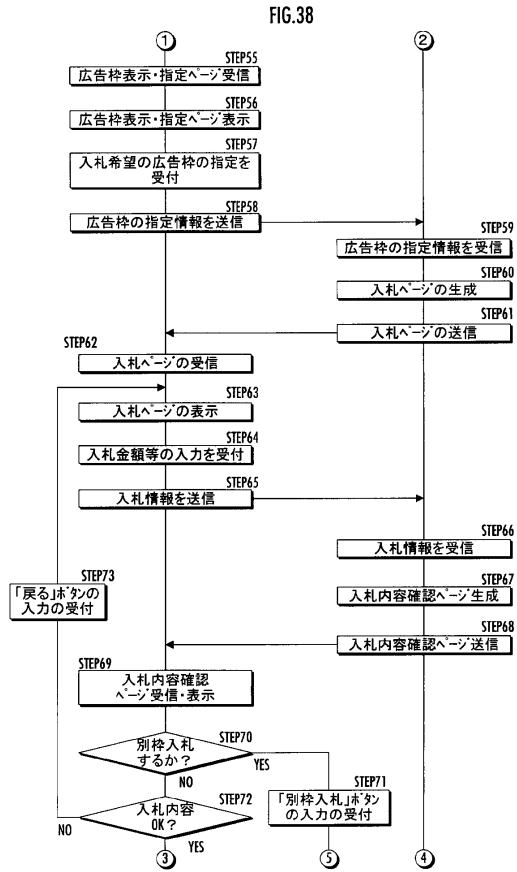 FIG.38
①
②
STEP55
広告枠表示・指定ページ受信
STEP56
広告枠表示・指定ページ表示
STEP57
入札希望の広告枠の指定を
受付
STEP58
広告枠の指定情報を送信
STEP59
広告枠の指定情報を受信
STEP60
入札ページの生成
STEP61
入札ページの送信
STEP62
入札ページの受信
STEP63
入札ページの表示
STEP64
入札金額等の入力を受付
STEP65
入札情報を送信
STEP66
入札情報を受信
STEP67
入札内容確認ページ生成
STEP68
入札内容確認ページ送信
STEP73
「戻る」ボタンの
入力の受付
STEP69
入札内容確認
ページ受信・表示
STEP70
別枠入札
するか？
YES
NO
STEP71
「別枠入札」ボタン
の入力の受付
STEP72
入札内容
OK？
NO
YES
③
⑤
④